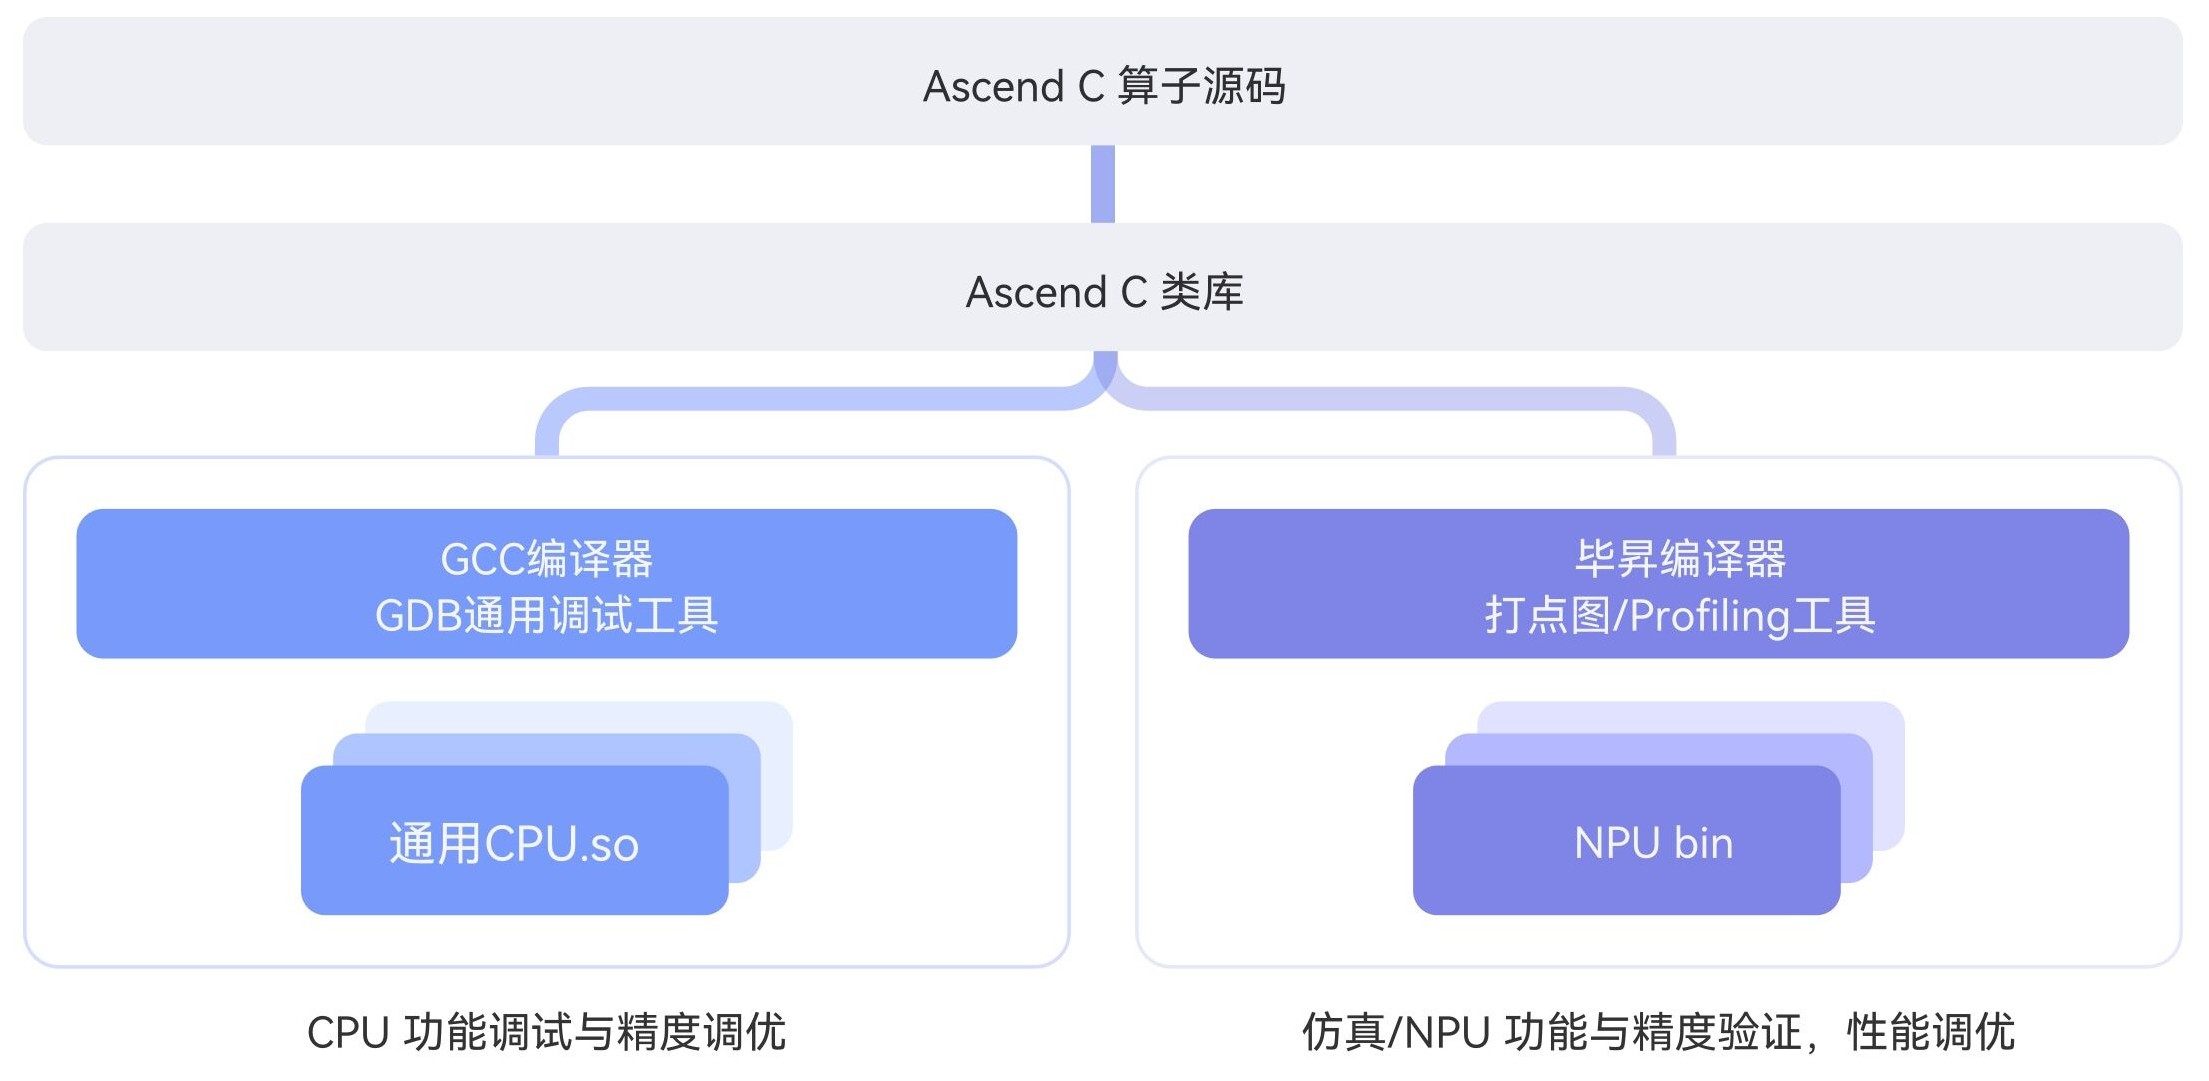 Ascend C 算子源码
Ascend C 类库
GCC编译器
GDB通用调试工具
通用CPU.so
CPU 功能调试与精度调优
毕昇编译器
打点图/Profiling工具
NPU bin
仿真/NPU 功能与精度验证，性能调优